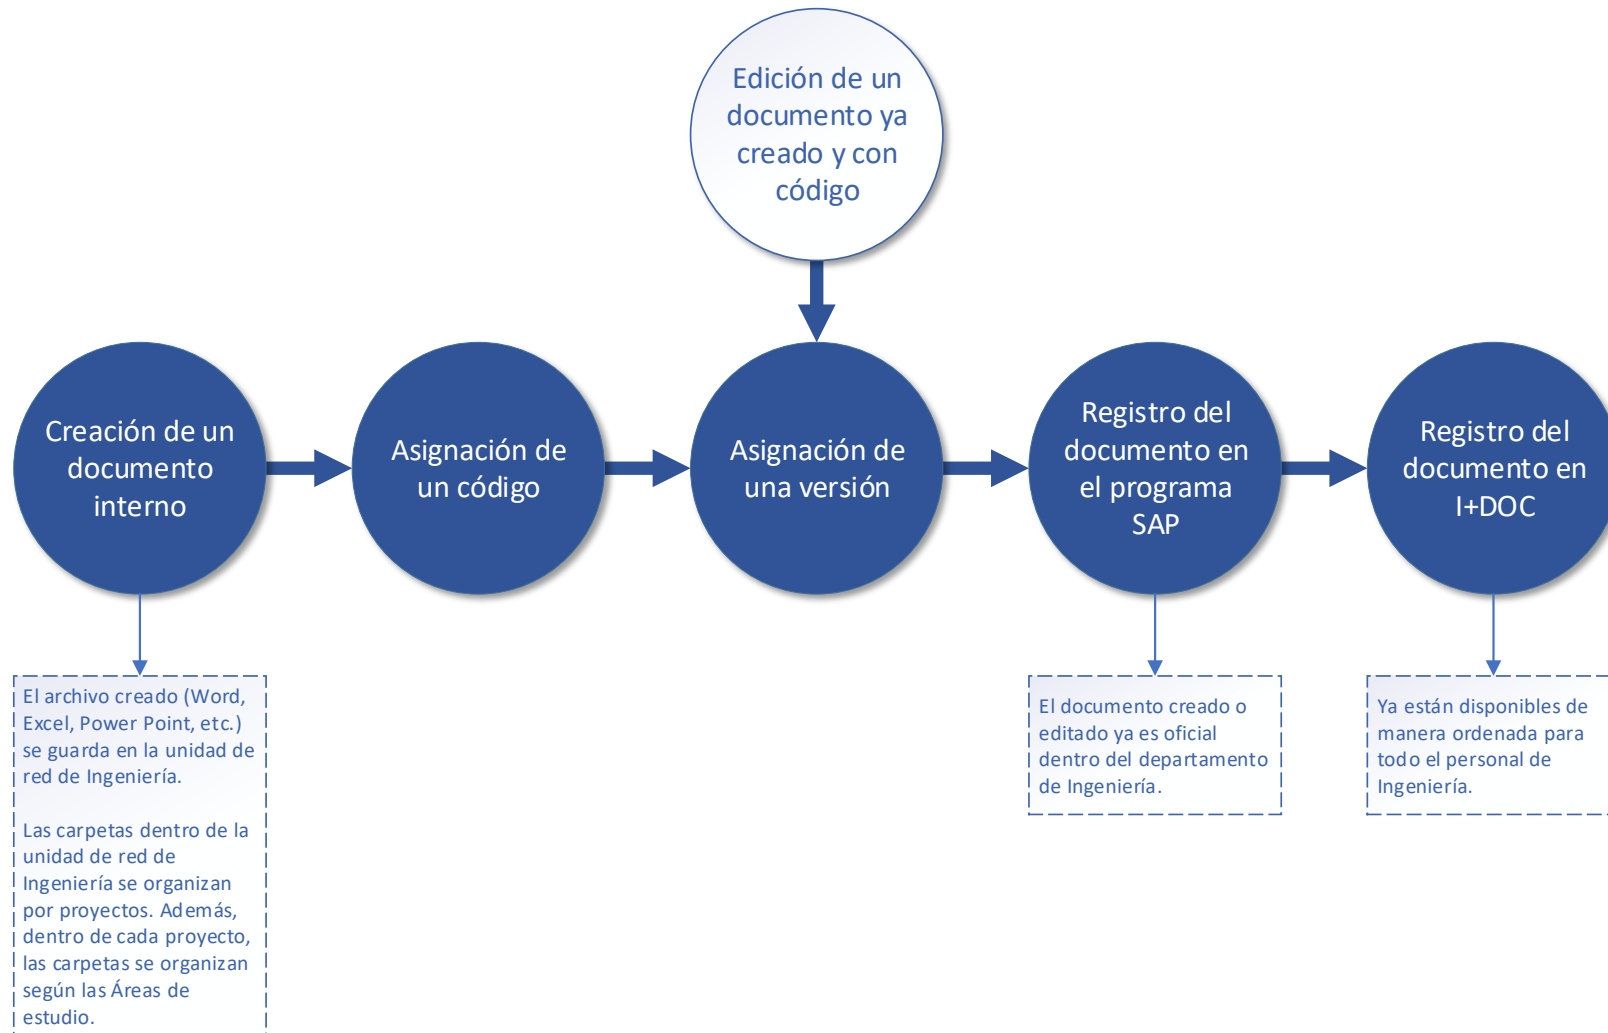 Edición de un
documento ya
creado y con
código
Creación de un
documento
interno
Asignación de
un código
Asignación de
una versión
Registro del
documento en
el programa
SAP
Registro del
documento en
I+DOC
El archivo creado (Word,
Excel, Power Point, etc.)
se guarda en la unidad de
red de Ingeniería.
Las carpetas dentro de la
unidad de red de
Ingeniería se organizan
por proyectos. Además,
dentro de cada proyecto,
las carpetas se organizan
según las Áreas de
estudio.
El documento creado o
editado ya es oficial
dentro del departamento
de Ingeniería.
Ya están disponibles de
manera ordenada para
todo el personal de
Ingeniería.